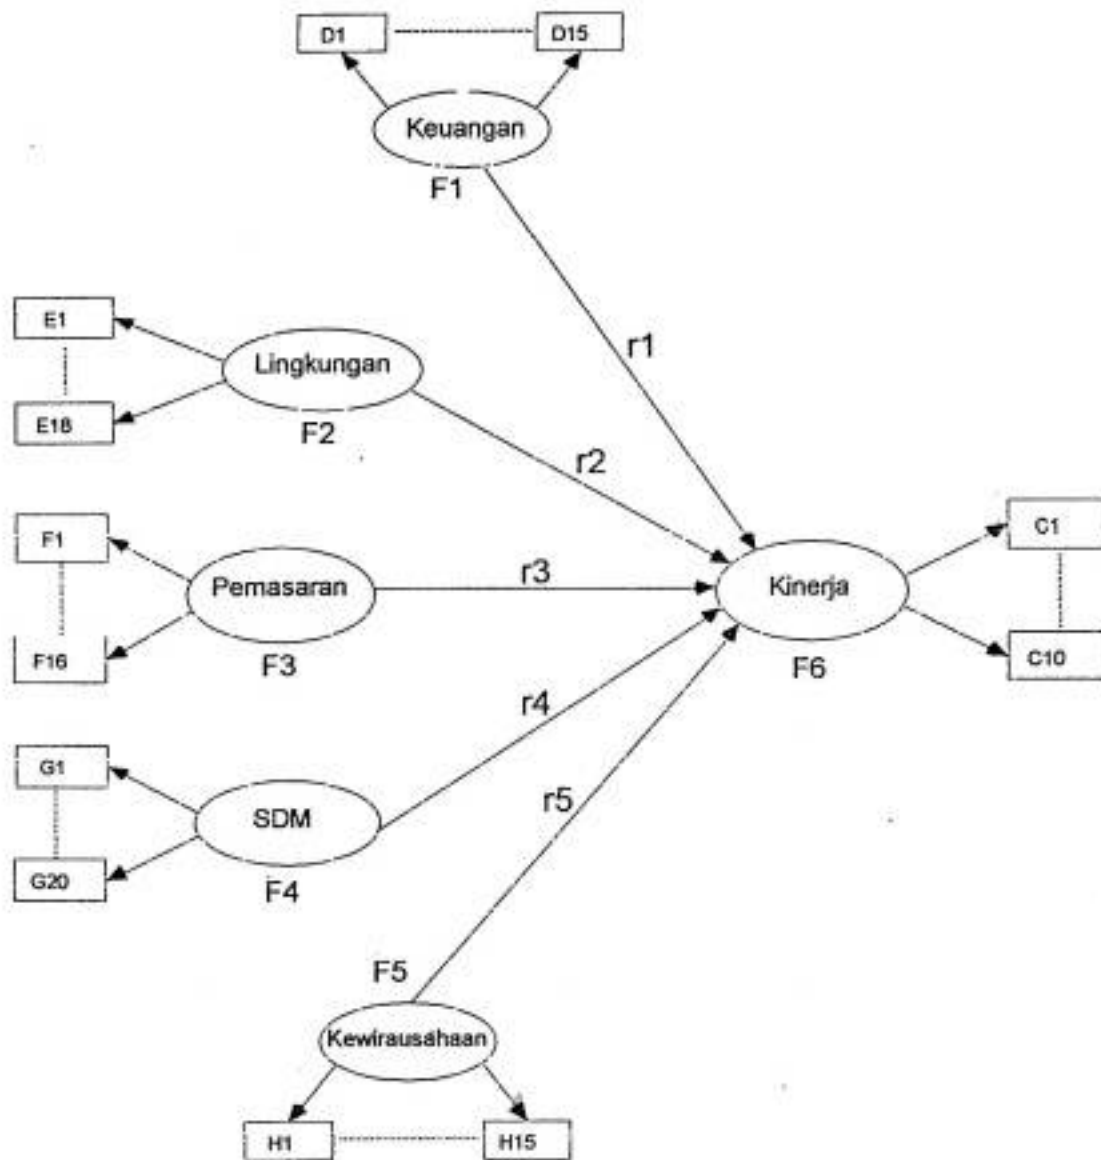 D1
D15
Keuangan
F1
r1
E1
E18
Lingkungan
F2
r2
F1
F16
Pemasaran
F3
r3
Kinerja
F6
C1
C10
G1
G20
SDM
F4
r4
r5
F5
Kewirausahaan
H1
H15